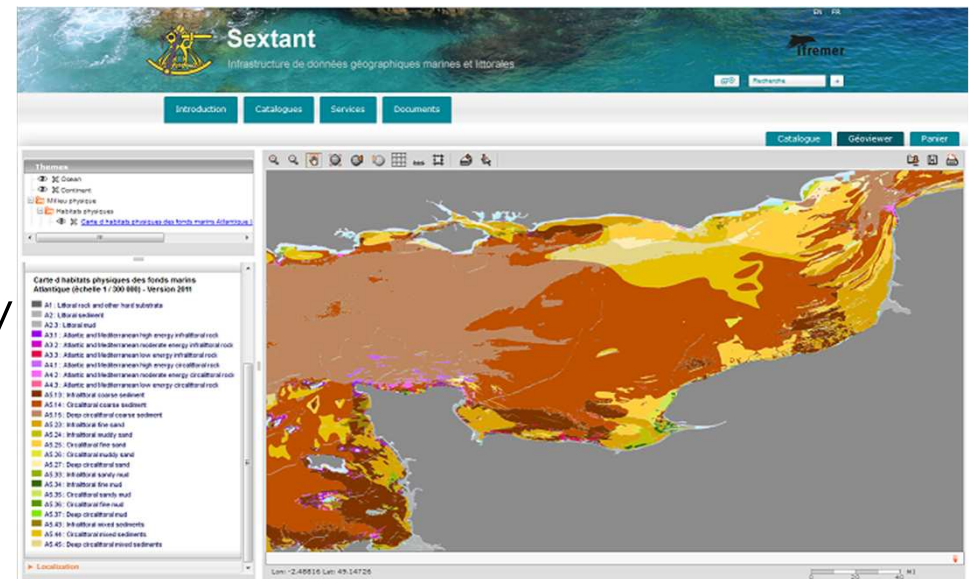 EN FR
Sextant
Infrastructure de données géographiques marines et littorales
Ifremer
Recherche
Introduction Catalogues Services Documents
Catalogue Géoviewer Panier
Themes
Ocean
Continent
Milieu physique
Habitats physiques
Carte d habitats physiques des fonds marins Atlantique (
Carte d habitats physiques des fonds marins
Atlantique (échelle 1 / 300 000) - Version 2011
A1 : Littoral rock and other hard substrata
A2 : Littoral sediment
A2.3 : Littoral mud
A3.1 : Atlantic and Mediterranean high energy infralittoral rock
A3.2 : Atlantic and Mediterranean moderate energy infralittoral rock
A3.3 : Atlantic and Mediterranean low energy infralittoral rock
A4.1 : Atlantic and Mediterranean high energy circalittoral rock
A4.2 : Atlantic and Mediterranean moderate energy circalittoral rock
A4.3 : Atlantic and Mediterranean low energy circalittoral rock
A5.13 : Infralittoral coarse sediment
A5.14 : Circalittoral coarse sediment
A5.15 : Deep circalittoral coarse sediment
A5.23 : Infralittoral fine sand
A5.24 : Infralittoral muddy sand
A5.25 : Circalittoral fine sand
A5.26 : Circalittoral muddy sand
A5.27 : Deep circalittoral sand
A5.33 : Infralittoral sandy mud
A5.34 : Infralittoral fine mud
A5.35 : Circalittoral sandy mud
A5.36 : Circalittoral fine mud
A5.37 : Deep circalittoral mud
A5.43 : Infralittoral mixed sediments
A5.44 : Circalittoral mixed sediments
A5.45 : Deep circalittoral mixed sediments
Localisation
Lon: -2.48816 Lat: 49.14726
0 20 40 MI
/